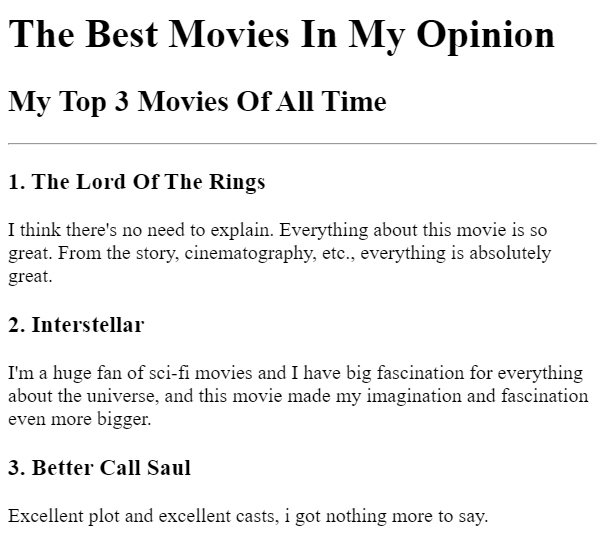 The Best Movies In My Opinion
My Top 3 Movies Of All Time
1. The Lord Of The Rings
I think there's no need to explain. Everything about this movie is so
great. From the story, cinematography, etc., everything is absolutely
great.
2. Interstellar
I'm a huge fan of sci-fi movies and I have big fascination for everything
about the universe, and this movie made my imagination and fascination
even more bigger.
3. Better Call Saul
Excellent plot and excellent casts, i got nothing more to say.